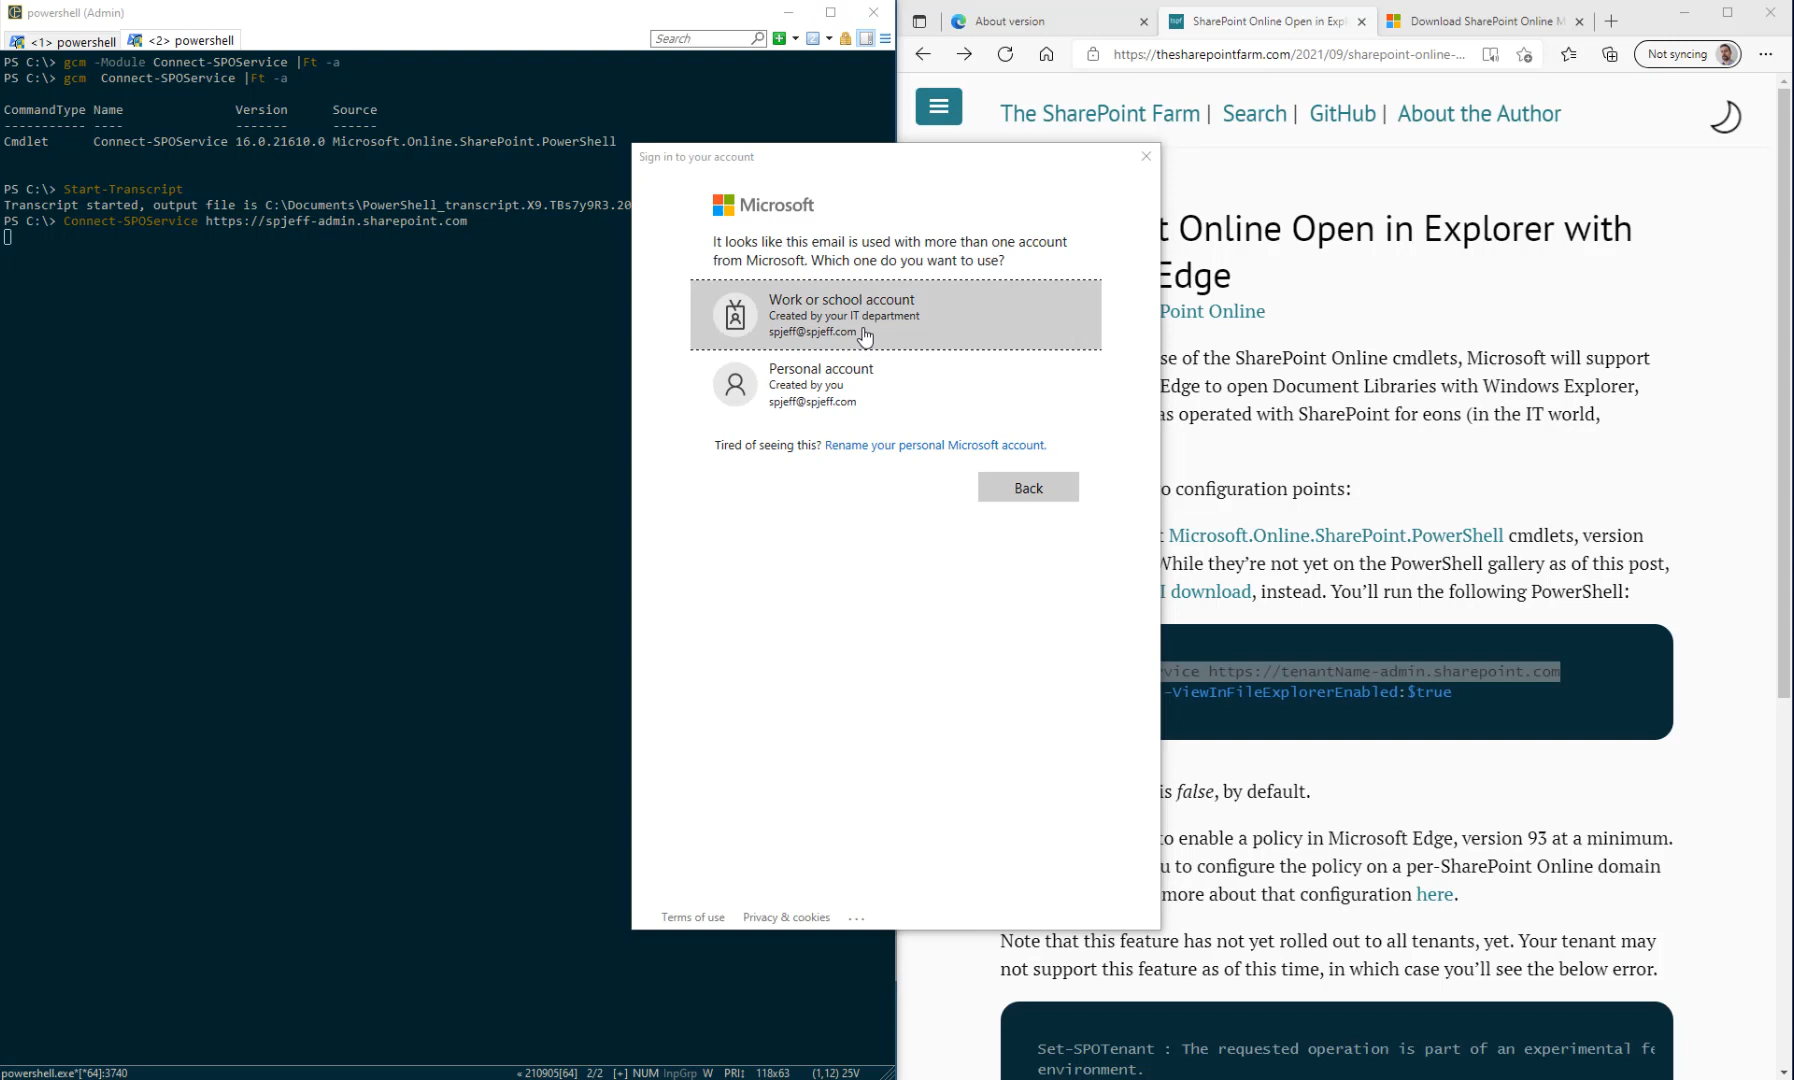 powershell (Admin)
<1> powershell
<2> powershell
Search
PS C:\> gcm -Module Connect-SPOService |Ft -a
PS C:\> gcm  Connect-SPOService |Ft -a
CommandType Name Version Source
----------- ---- ------- ------
Cmdlet Connect-SPOService 16.0.21610.0 Microsoft.Online.SharePoint.PowerShell
PS C:\> Start-Transcript
Transcript started, output file is C:\Documents\PowerShell_transcript.X9.TBs7y9R3.20
PS C:\> Connect-SPOService https://spjeff-admin.sharepoint.com
powershell.exe*[*64]:3740
« 210905[64] 2/2 [+] NUM InpGrp W PRI↕ 118x63 (1,12) 25V
Sign in to your account
Microsoft
It looks like this email is used with more than one account
from Microsoft. Which one do you want to use?
Work or school account
Created by your IT department
spjeff@spjeff.com
Personal account
Created by you
spjeff@spjeff.com
Tired of seeing this? Rename your personal Microsoft account.
Back
Terms of use Privacy & cookies ...
About version
SharePoint Online Open in Exp
Download SharePoint Online M
https://thesharepointfarm.com/2021/09/sharepoint-online-...
Not syncing
The SharePoint Farm | Search | GitHub | About the Author
t Online Open in Explorer with
Edge
Point Online
se of the SharePoint Online cmdlets, Microsoft will support
Edge to open Document Libraries with Windows Explorer,
as operated with SharePoint for eons (in the IT world,
o configuration points:
t Microsoft.Online.SharePoint.PowerShell cmdlets, version
While they’re not yet on the PowerShell gallery as of this post,
I download, instead. You’ll run the following PowerShell:
vice https://tenantName-admin.sharepoint.com
-ViewInFileExplorerEnabled:$true
is false, by default.
to enable a policy in Microsoft Edge, version 93 at a minimum.
u to configure the policy on a per-SharePoint Online domain
more about that configuration here.
Note that this feature has not yet rolled out to all tenants, yet. Your tenant may
not support this feature as of this time, in which case you’ll see the below error.
Set-SPOTenant : The requested operation is part of an experimental fe
environment.